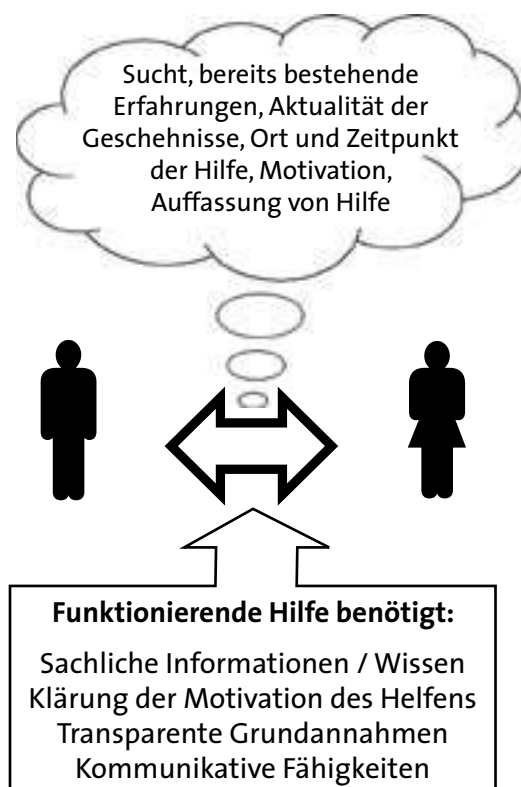 Sucht, bereits bestehende
Erfahrungen, Aktualität der
Geschehnisse, Ort und Zeitpunkt
der Hilfe, Motivation,
Auffassung von Hilfe
Funktionierende Hilfe benötigt:
Sachliche Informationen / Wissen
Klärung der Motivation des Helfens
Transparente Grundannahmen
Kommunikative Fähigkeiten